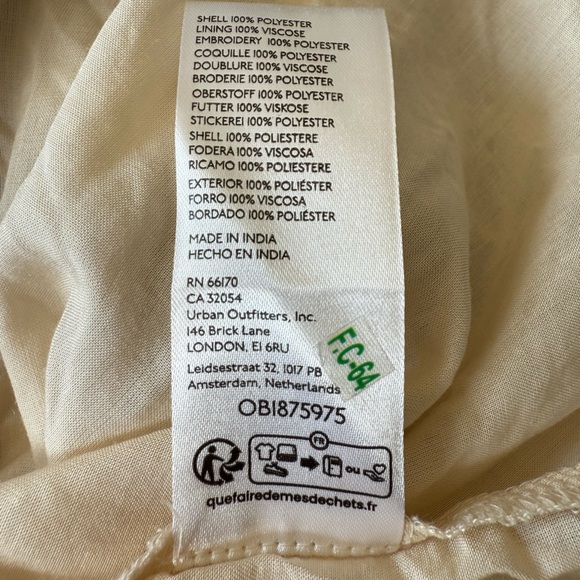 SHELL 100% POLYESTER
LINING 100% VISCOSE
EMBROIDERY 100% POLYESTER
COQUILLE 100% POLYESTER
DOUBLURE 100% VISCOSE
BRODERIE 100% POLYESTER
OBERSTOFF 100% POLYESTER
FUTTER 100% VISKOSE
STICKEREI 100% POLYESTER
SHELL 100% POLIESTERE
FODERA 100% VISCOSA
RICAMO 100% POLIESTERE
EXTERIOR 100% POLIÉSTER
FORRO 100% VISCOSA
BORDADO 100% POLIÉSTER
MADE IN INDIA
HECHO EN INDIA
RN 66170
CA 32054
Urban Outfitters, Inc.
146 Brick Lane
LONDON, E1 6RU
Leidsestraat 32, 1017 PB
Amsterdam, Netherlands
F.C-64
OB1875975
FR
ou
quefairedemesdechets.fr